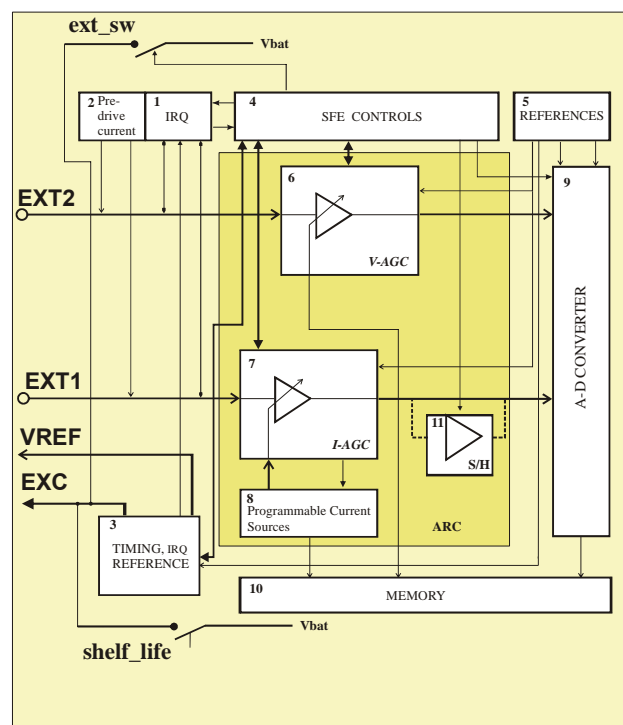 ext_sw
Vbat
2 Pre-
drive
current
1
IRQ
4
SFE CONTROLS
5
REFERENCES
6
V-AGC
9
A-D CONVERTER
EXT2
EXT1
7
I-AGC
11
S/H
VREF
EXC
8
Programmable Current
Sources
ARC
3
TIMING, IRQ
REFERENCE
10
MEMORY
Vbat
shelf_life